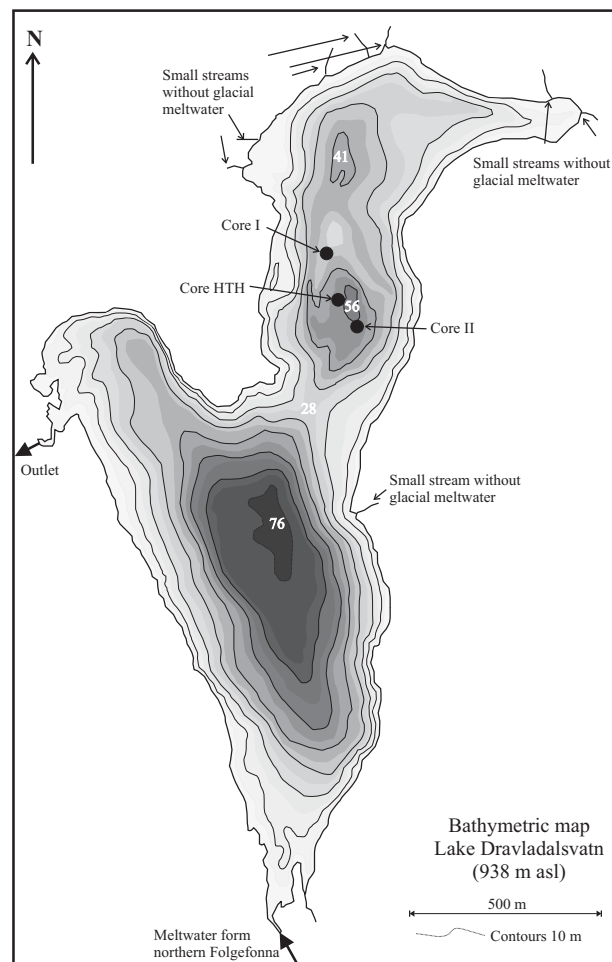 N
Small streams
without glacial
meltwater
41
Small streams without
glacial meltwater
Core I
Core HTH
56
Core II
28
Outlet
Small stream without
glacial meltwater
76
Bathymetric map
Lake Dravladalsvatn
(938 m asl)
500 m
Contours 10 m
Meltwater form
northern Folgefonna